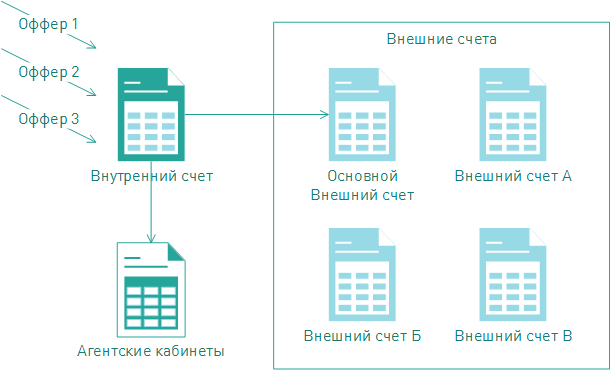 Оффер 1
Оффер 2
Оффер 3
Внутренний счет
Агентские кабинеты
Внешние счета
Основной
Внешний счет
Внешний счет А
Внешний счет Б
Внешний счет В